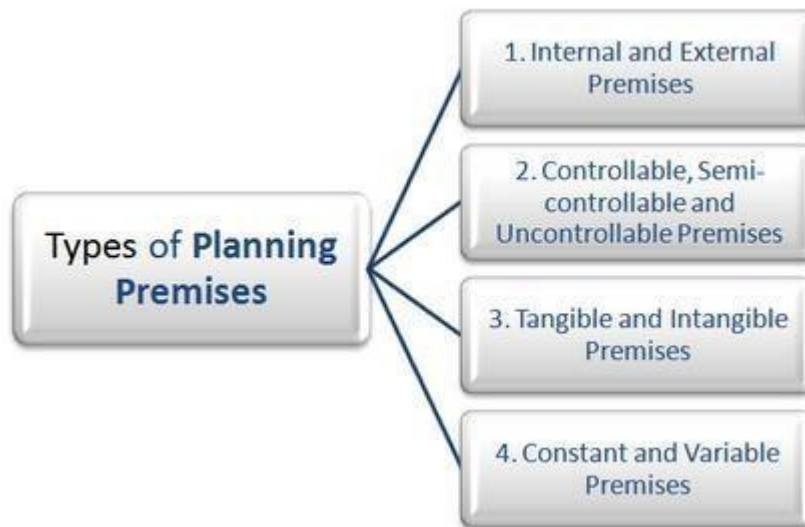 Types of Planning
Premises
1. Internal and External
Premises
2. Controllable, Semi-
controllable and
Uncontrollable Premises
3. Tangible and Intangible
Premises
4. Constant and Variable
Premises